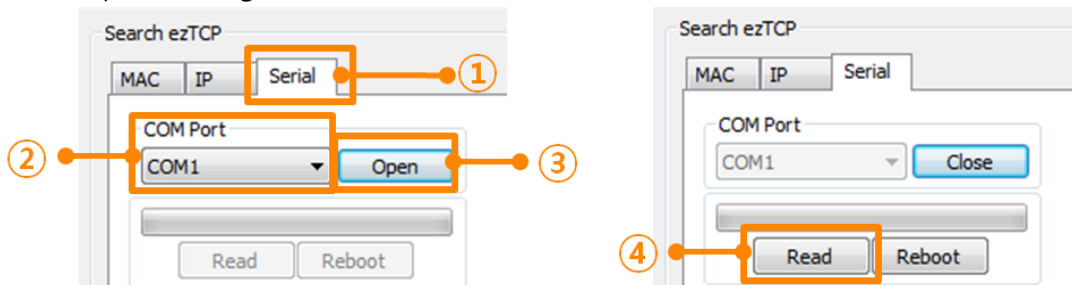 Search ezTCP
MAC IP Serial
①
COM Port
②
COM1 Open
③
Read Reboot
Search ezTCP
MAC IP Serial
COM Port
COM1 Close
④
Read Reboot